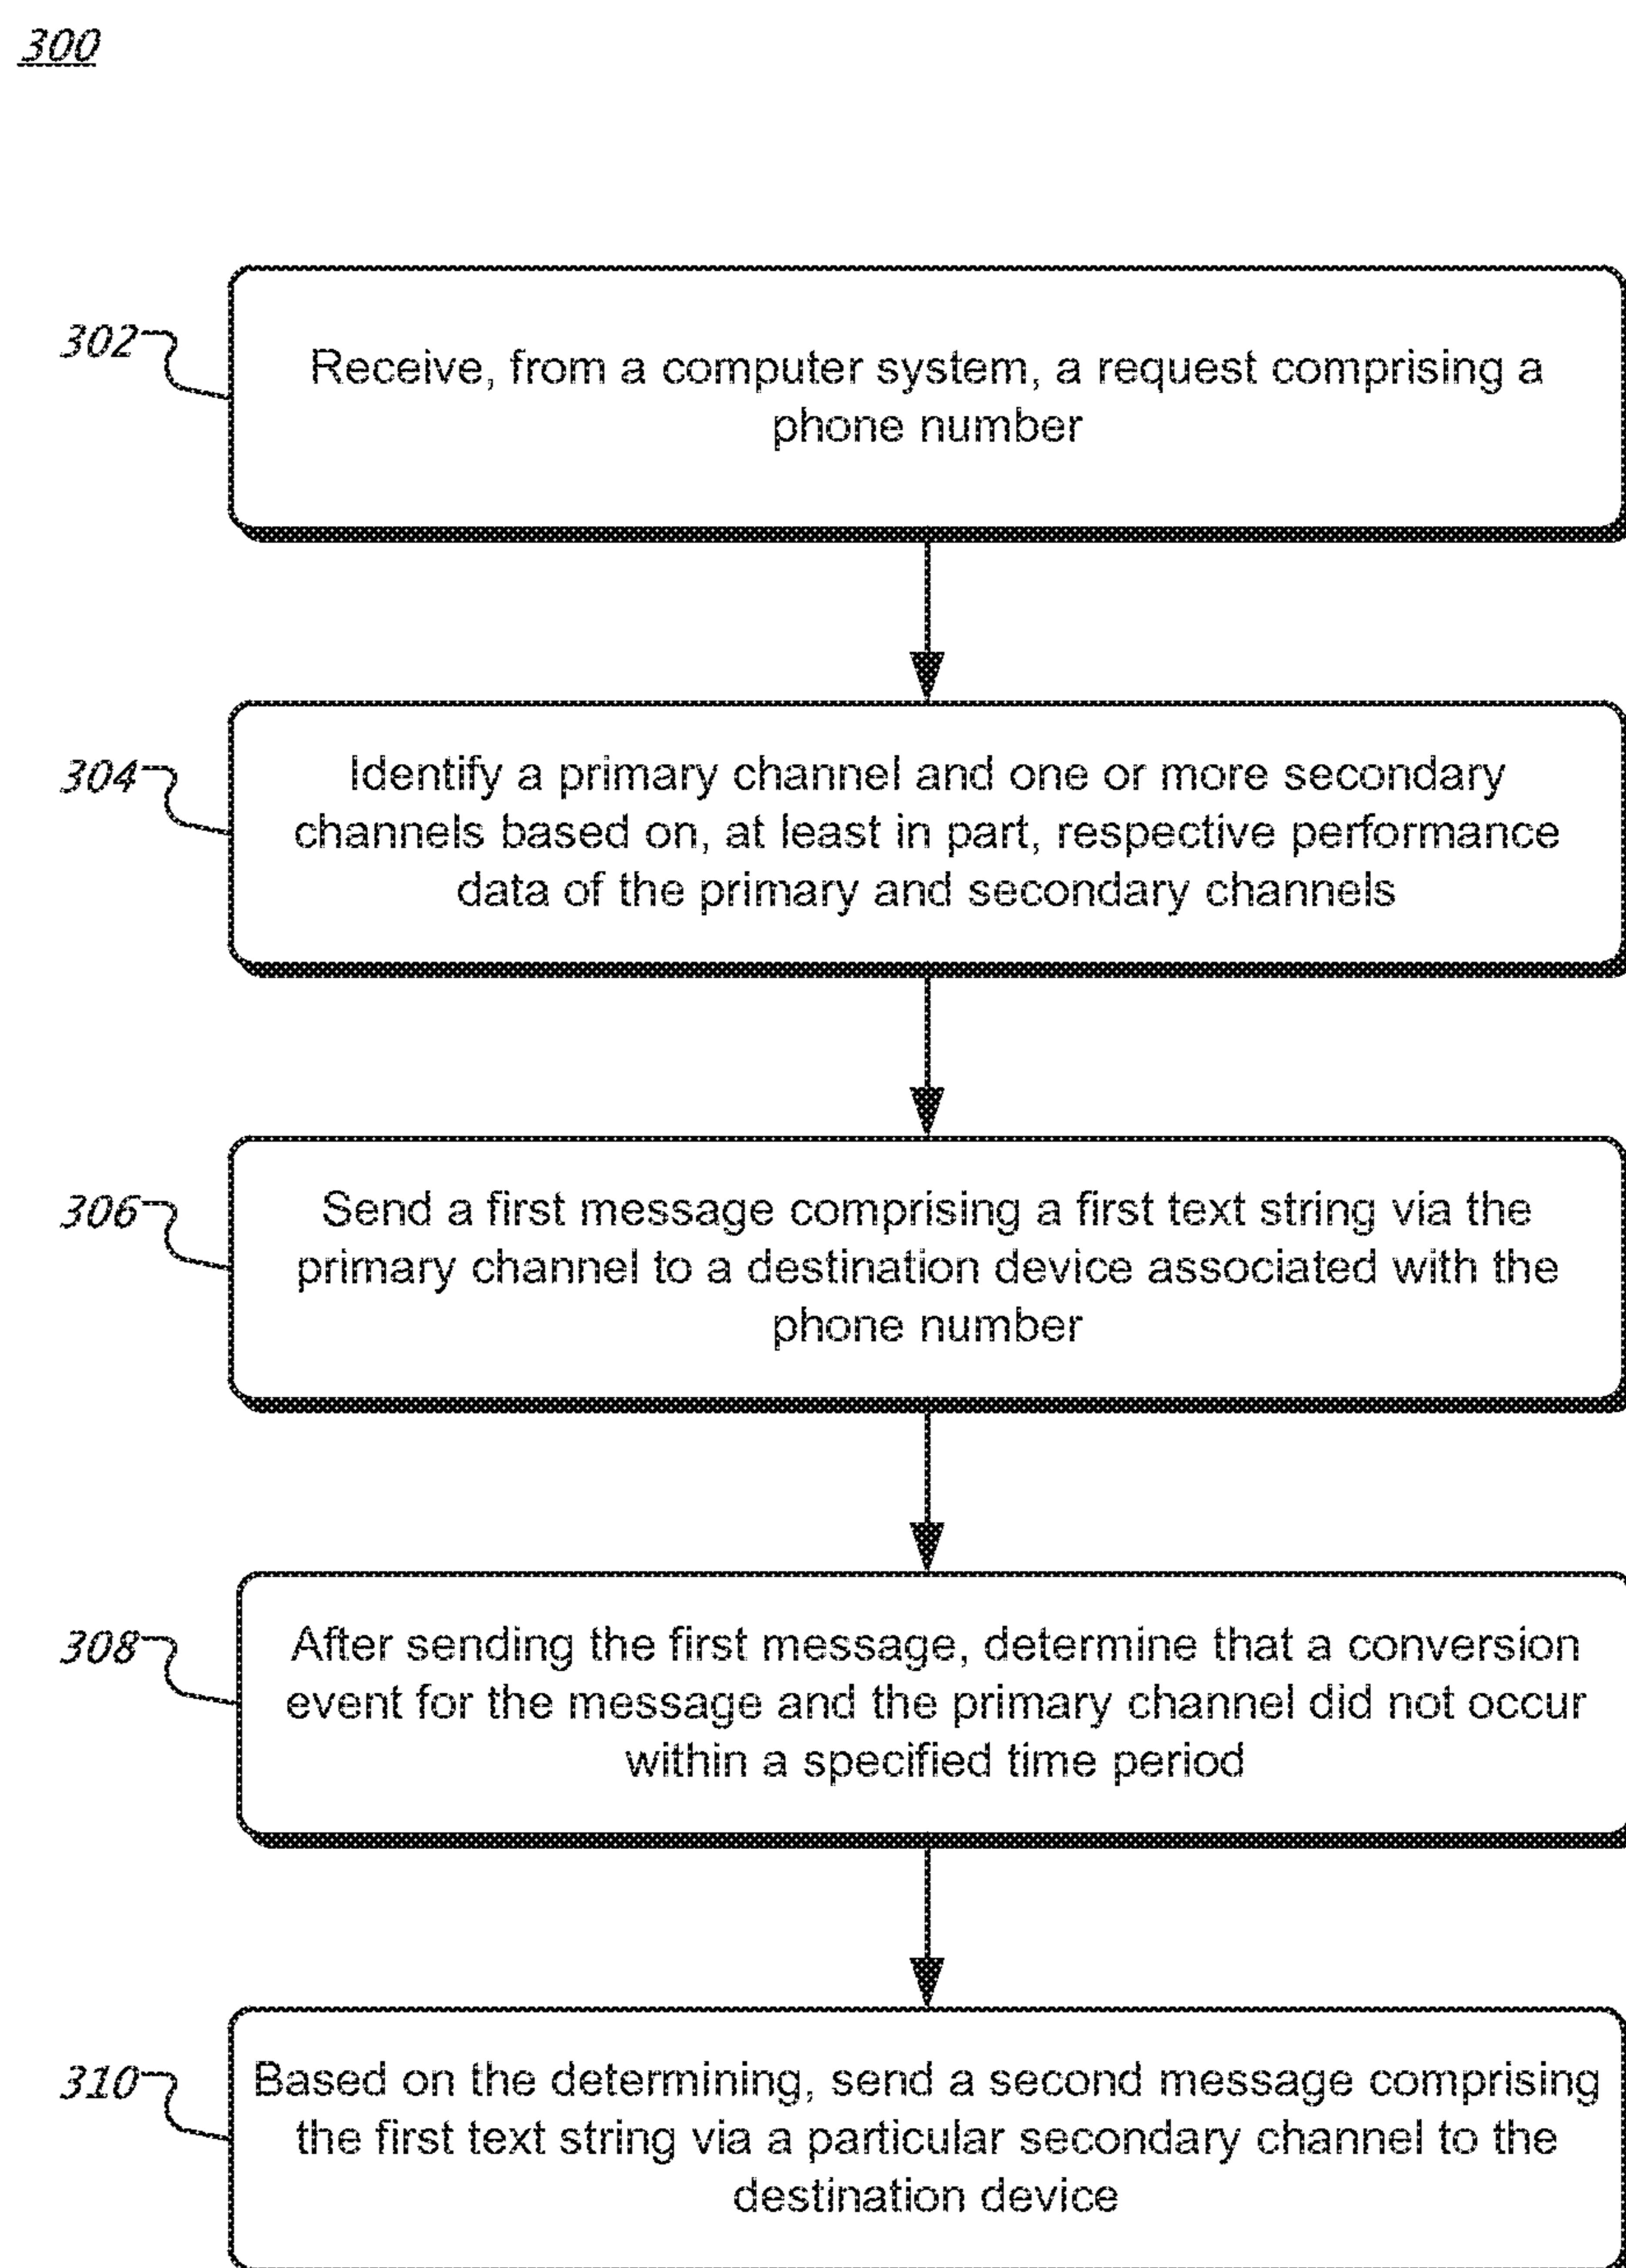 300
302
Receive, from a computer system, a request comprising a
phone number
304
Identify a primary channel and one or more secondary
channels based on, at least in part, respective performance
data of the primary and secondary channels
306
Send a first message comprising a first text string via the
primary channel to a destination device associated with the
phone number
308
After sending the first message, determine that a conversion
event for the message and the primary channel did not occur
within a specified time period
310
Based on the determining, send a second message comprising
the first text string via a particular secondary channel to the
destination device